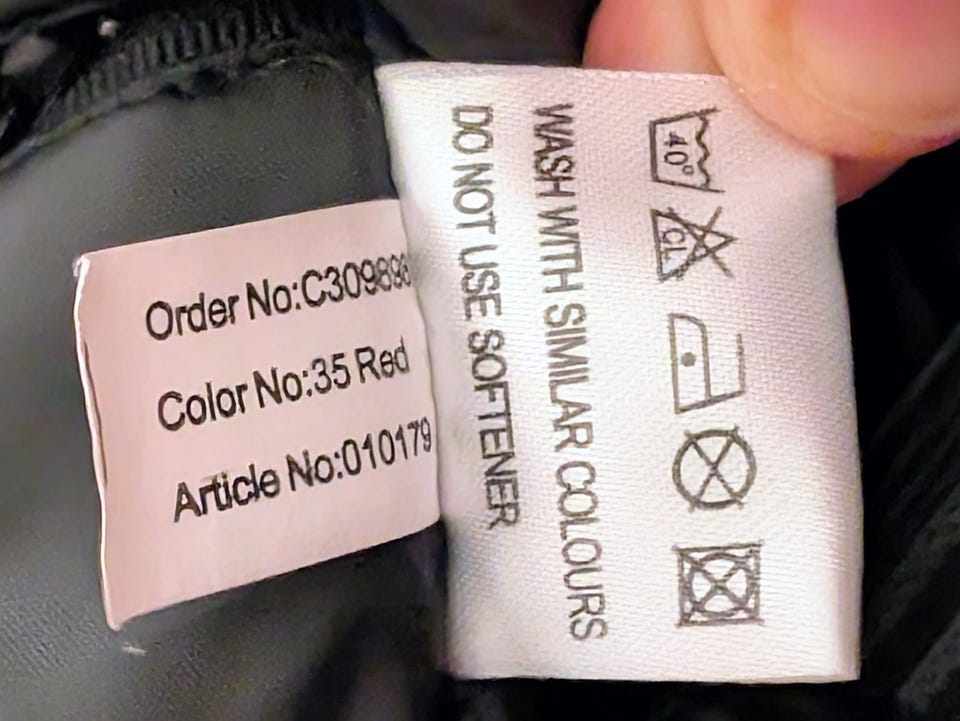 Order No:C309898
Color No:35 Red
Article No:010179
40°
CL
WASH WITH SIMILAR COLOURS
DO NOT USE SOFTENER